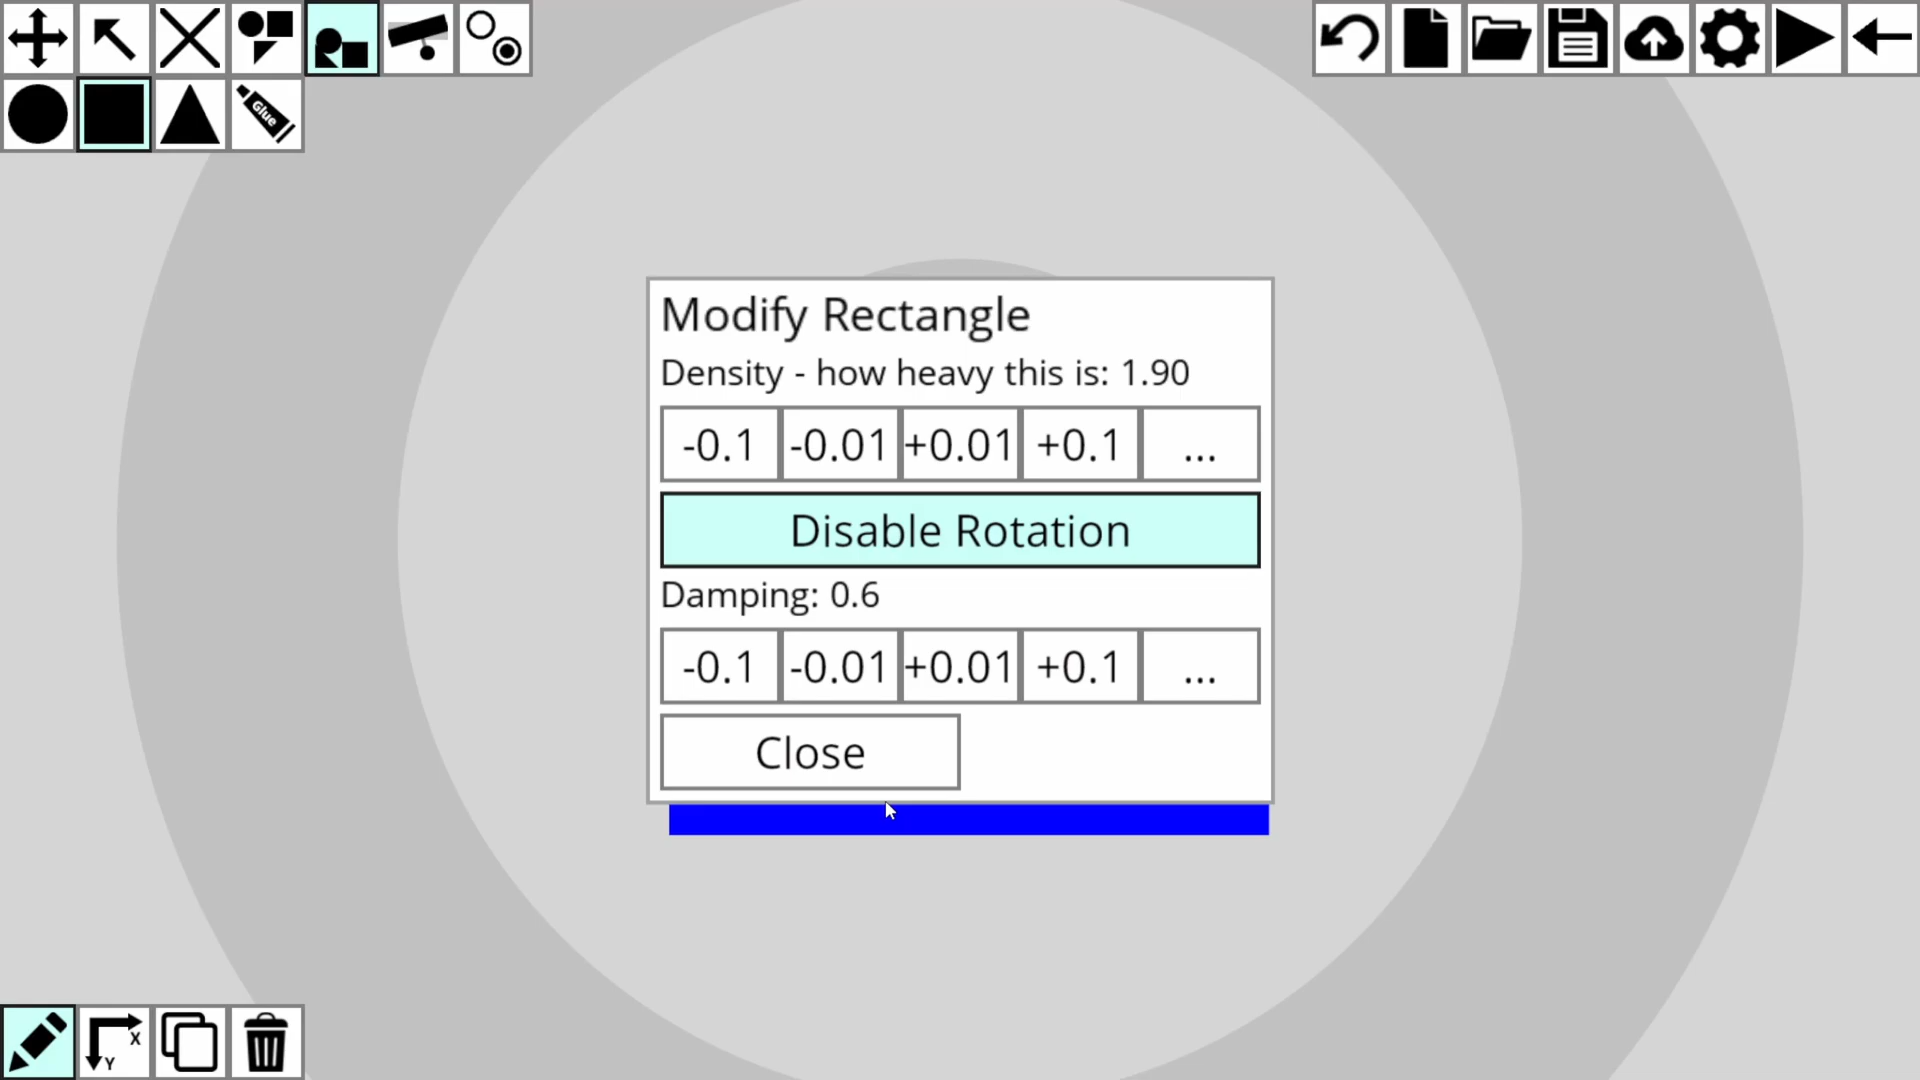 Glue
Modify Rectangle
Density - how heavy this is: 1.90
-0.1 -0.01 +0.01 +0.1 ...
Disable Rotation
Damping: 0.6
-0.1 -0.01 +0.01 +0.1 ...
Close
X
Y